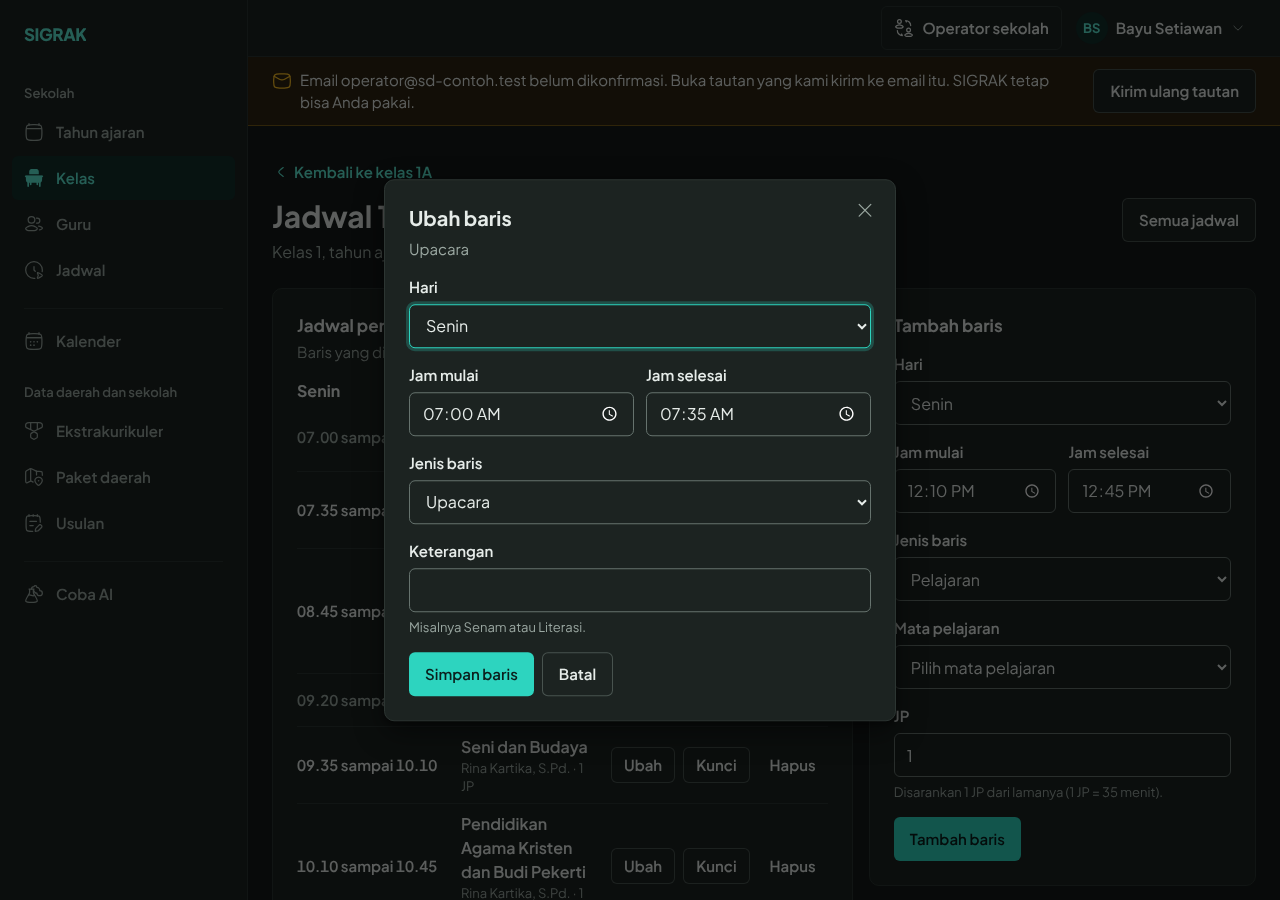 SIGRAK
Operator sekolah
BS
Bayu Setiawan
Email operator@sd-contoh.test belum dikonfirmasi. Buka tautan yang kami kirim ke email itu. SIGRAK tetap
bisa Anda pakai.
Kirim ulang tautan
Sekolah
Tahun ajaran
Kelas
Guru
Jadwal
Kalender
Data daerah dan sekolah
Ekstrakurikuler
Paket daerah
Usulan
Coba AI
Kembali ke kelas 1A
Jadwal
Kelas 1, tahun
Semua jadwal
Ubah baris
Upacara
Hari
Senin
Jam mulai
Jam selesai
07:00 AM
07:35 AM
Jenis baris
Upacara
Keterangan
Misalnya Senam atau Literasi.
Simpan baris
Batal
Jadwal
Baris yang
Senin
07.00 sampai
07.35 sampai
08.45 sampai
09.20 sampai
09.35 sampai 10.10
Seni dan Budaya
Rina Kartika, S.Pd. · 1
JP
Ubah
Kunci
Hapus
10.10 sampai 10.45
Pendidikan
Agama Kristen
dan Budi Pekerti
Rina Kartika, S.Pd. · 1
Ubah
Kunci
Hapus
Tambah baris
Hari
Senin
Jam mulai
Jam selesai
12:10 PM
12:45 PM
Jenis baris
Pelajaran
Mata pelajaran
Pilih mata pelajaran
JP
1
Disarankan 1 JP dari lamanya (1 JP = 35 menit).
Tambah baris